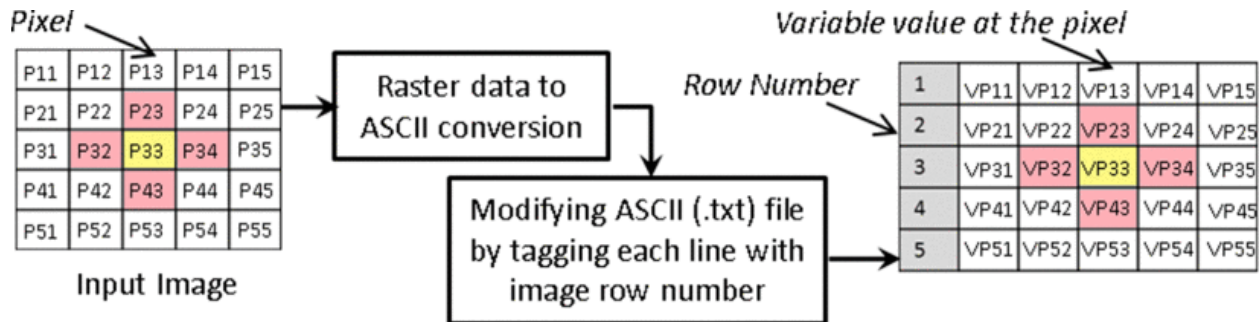 Pixel
P11 P12 P13 P14 P15
P21 P22 P23 P24 P25
P31 P32 P33 P34 P35
P41 P42 P43 P44 P45
P51 P52 P53 P54 P55
Input Image
Raster data to
ASCII conversion
Modifying ASCII (.txt) file
by tagging each line with
image row number
Variable value at the pixel
Row Number
1 VP11 VP12 VP13 VP14 VP15
2 VP21 VP22 VP23 VP24 VP25
3 VP31 VP32 VP33 VP34 VP35
4 VP41 VP42 VP43 VP44 VP45
5 VP51 VP52 VP53 VP54 VP55